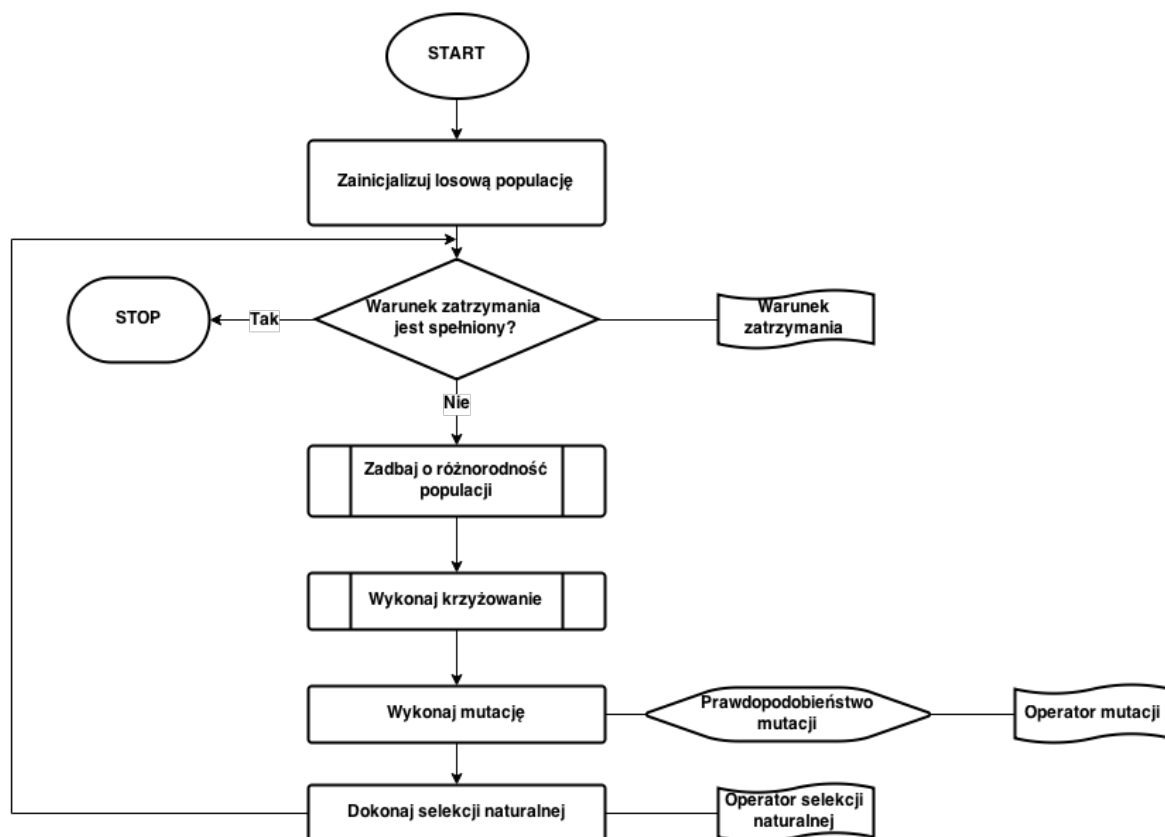 START
Zainicjalizuj losową populację
Warunek zatrzymania
jest spełniony?
STOP
Tak
Warunek
zatrzymania
Nie
Zadbaj o różnorodność
populacji
Wykonaj krzyżowanie
Wykonaj mutację
Prawdopodobieństwo
mutacji
Operator mutacji
Dokonaj selekcji naturalnej
Operator selekcji
naturalnej